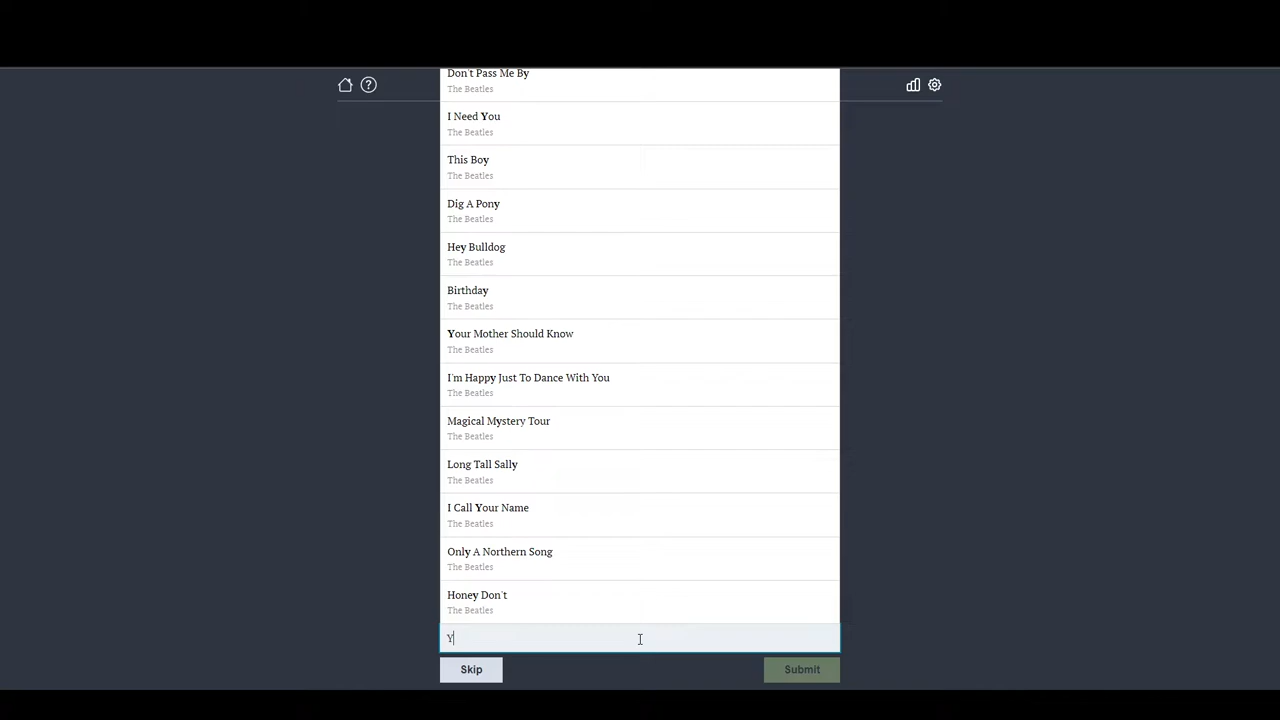 Don't Pass Me By
The Beatles
I Need You
The Beatles
This Boy
The Beatles
Dig A Pony
The Beatles
Hey Bulldog
The Beatles
Birthday
The Beatles
Your Mother Should Know
The Beatles
I'm Happy Just To Dance With You
The Beatles
Magical Mystery Tour
The Beatles
Long Tall Sally
The Beatles
I Call Your Name
The Beatles
Only A Northern Song
The Beatles
Honey Don't
The Beatles
Y
Skip
Submit